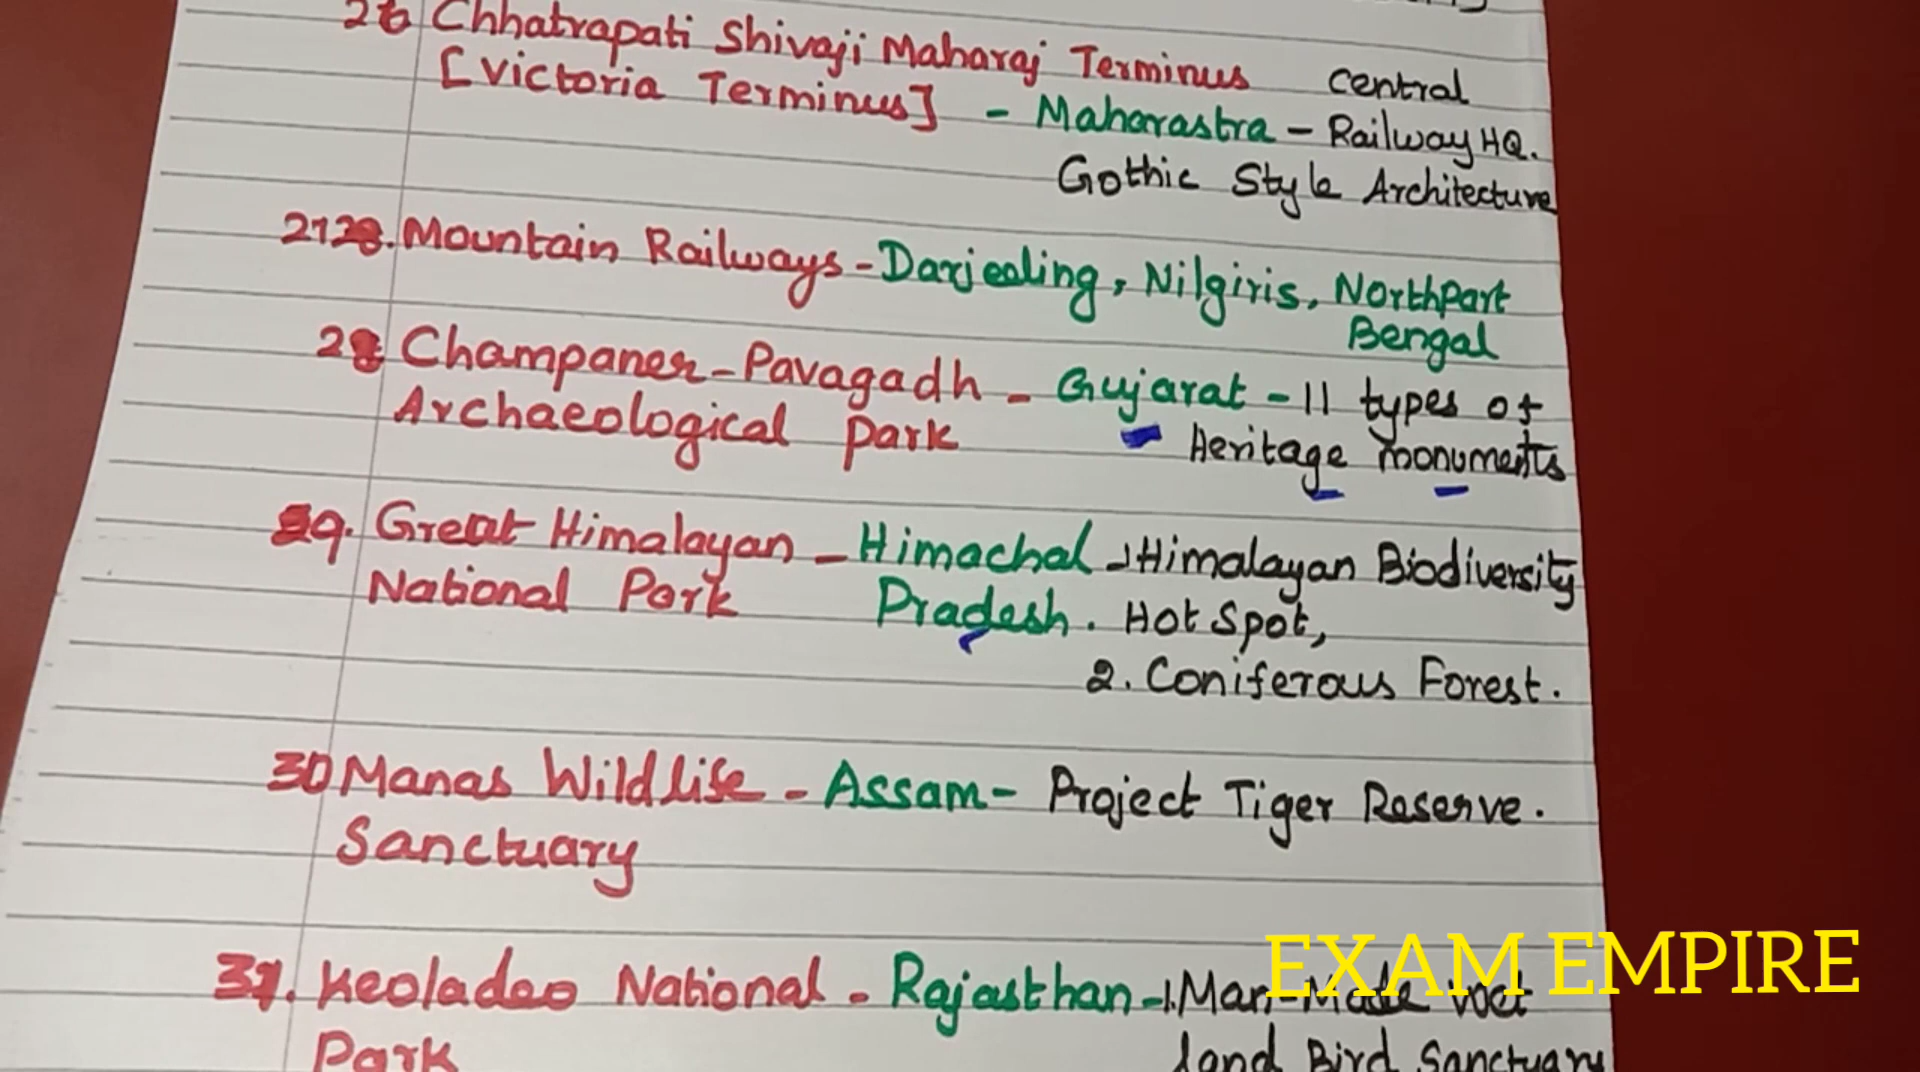 26 Chhatrapati Shivaji Maharaj Terminus Central
[Victoria Terminus] - Maharastra - Railway HQ.
Gothic Style Architecture
27. Mountain Railways - Darjealing, Nilgiris, Northpart
Bengal
28 Champaner - Pavagadh - Gujarat - 11 types of
Archaeological park Heritage monuments
29. Great Himalayan - Himachal - 1 Himalayan Biodiversity
National Park Pradesh. Hot Spot,
2. Coniferous Forest.
30 Manas Wildlife - Assam - Project Tiger Reserve.
Sanctuary
31. Keoladeo National - Rajasthan - 1. Man-Made wet
Park land Bird Sanctuary
EXAM EMPIRE